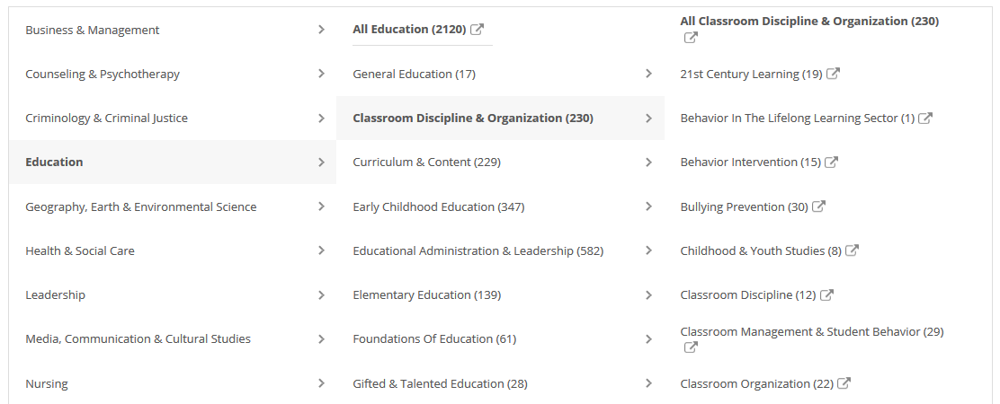 Business & Management
Counseling & Psychotherapy
Criminology & Criminal Justice
Education
Geography, Earth & Environmental Science
Health & Social Care
Leadership
Media, Communication & Cultural Studies
Nursing
All Education (2120)
General Education (17)
Classroom Discipline & Organization (230)
Curriculum & Content (229)
Early Childhood Education (347)
Educational Administration & Leadership (582)
Elementary Education (139)
Foundations Of Education (61)
Gifted & Talented Education (28)
All Classroom Discipline & Organization (230)
21st Century Learning (19)
Behavior In The Lifelong Learning Sector (1)
Behavior Intervention (15)
Bullying Prevention (30)
Childhood & Youth Studies (8)
Classroom Discipline (12)
Classroom Management & Student Behavior (29)
Classroom Organization (22)